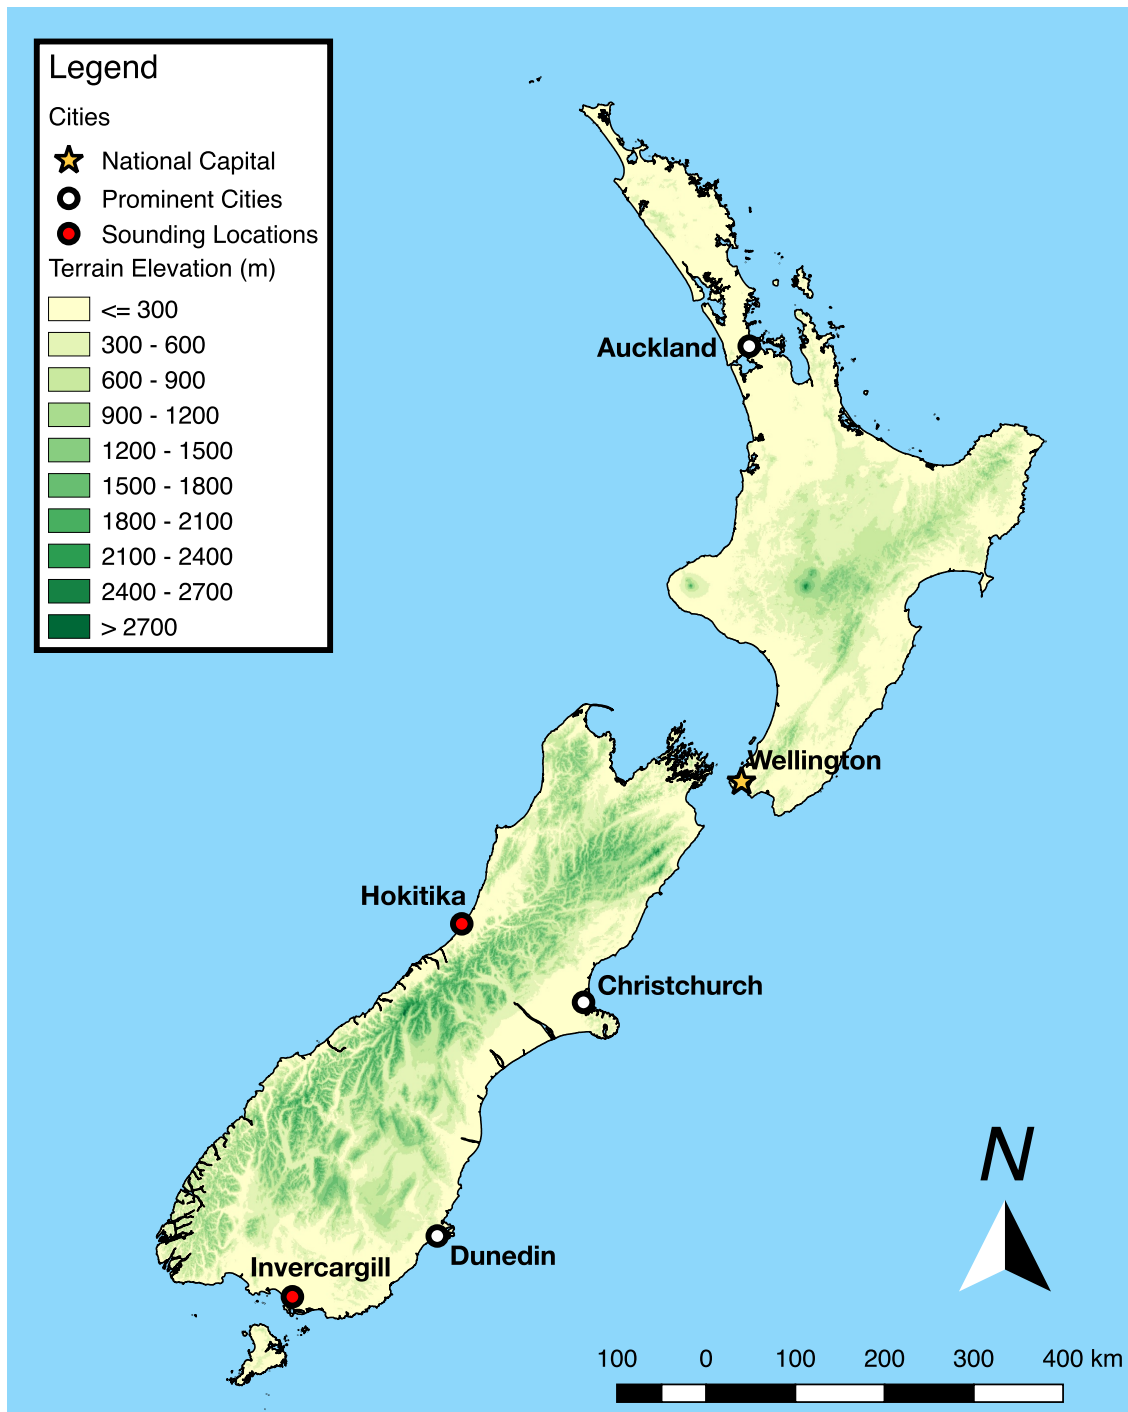 Legend
Cities
National Capital
Prominent Cities
Sounding Locations
Terrain Elevation (m)
<= 300
300 - 600
600 - 900
900 - 1200
1200 - 1500
1500 - 1800
1800 - 2100
2100 - 2400
2400 - 2700
> 2700
Auckland
Wellington
Hokitika
Christchurch
Invercargill
Dunedin
N
100 0 100 200 300 400 km